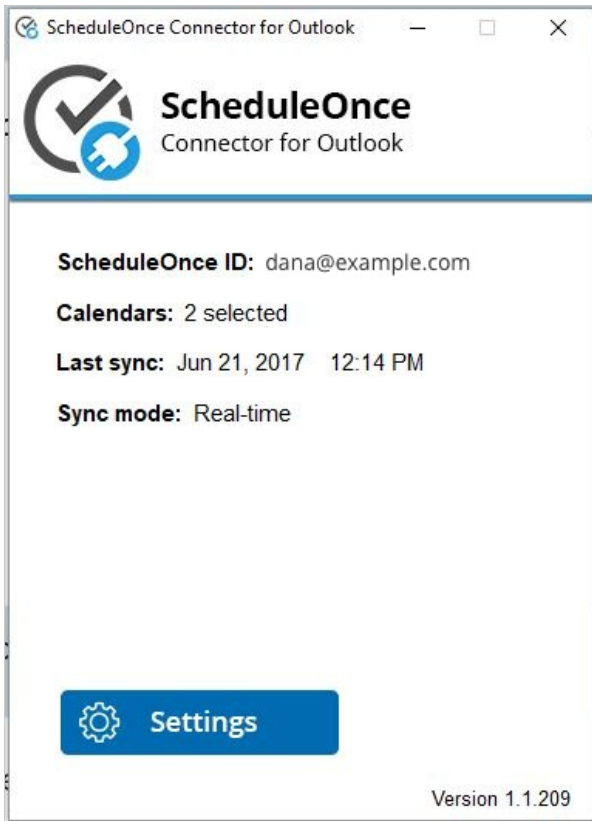 ScheduleOnce Connector for Outlook
ScheduleOnce
Connector for Outlook
ScheduleOnce ID: dana@example.com
Calendars: 2 selected
Last sync: Jun 21, 2017 12:14 PM
Sync mode: Real-time
Settings
Version 1.1.209